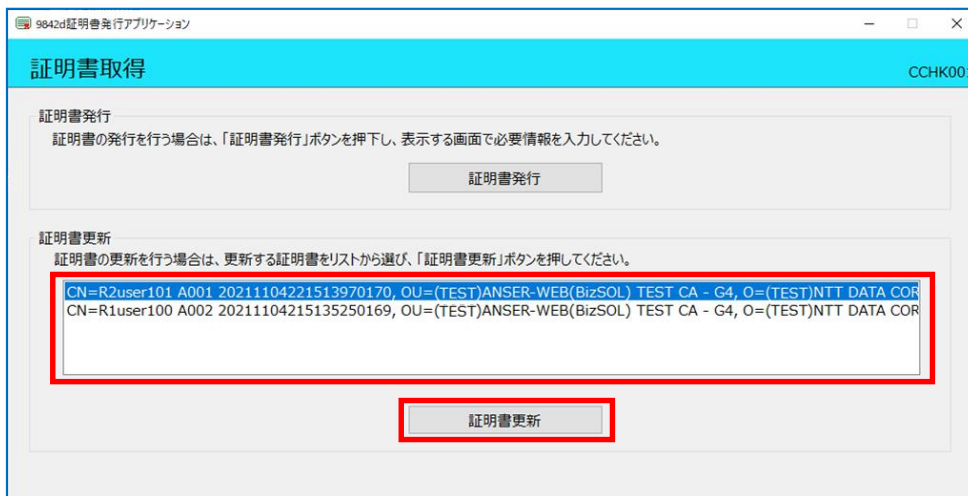 9842d証明書発行アプリケーション
証明書取得
CCHK00
証明書発行
証明書の発行を行う場合は、「証明書発行」ボタンを押下し、表示する画面で必要情報を入力してください。
証明書発行
証明書更新
証明書の更新を行う場合は、更新する証明書をリストから選び、「証明書更新」ボタンを押してください。
CN=R2user101 A001 20211104221513970170, OU=(TEST)ANSER-WEB(BizSOL) TEST CA - G4, O=(TEST)NTT DATA COR
CN=R1user100 A002 20211104215135250169, OU=(TEST)ANSER-WEB(BizSOL) TEST CA - G4, O=(TEST)NTT DATA COR
証明書更新